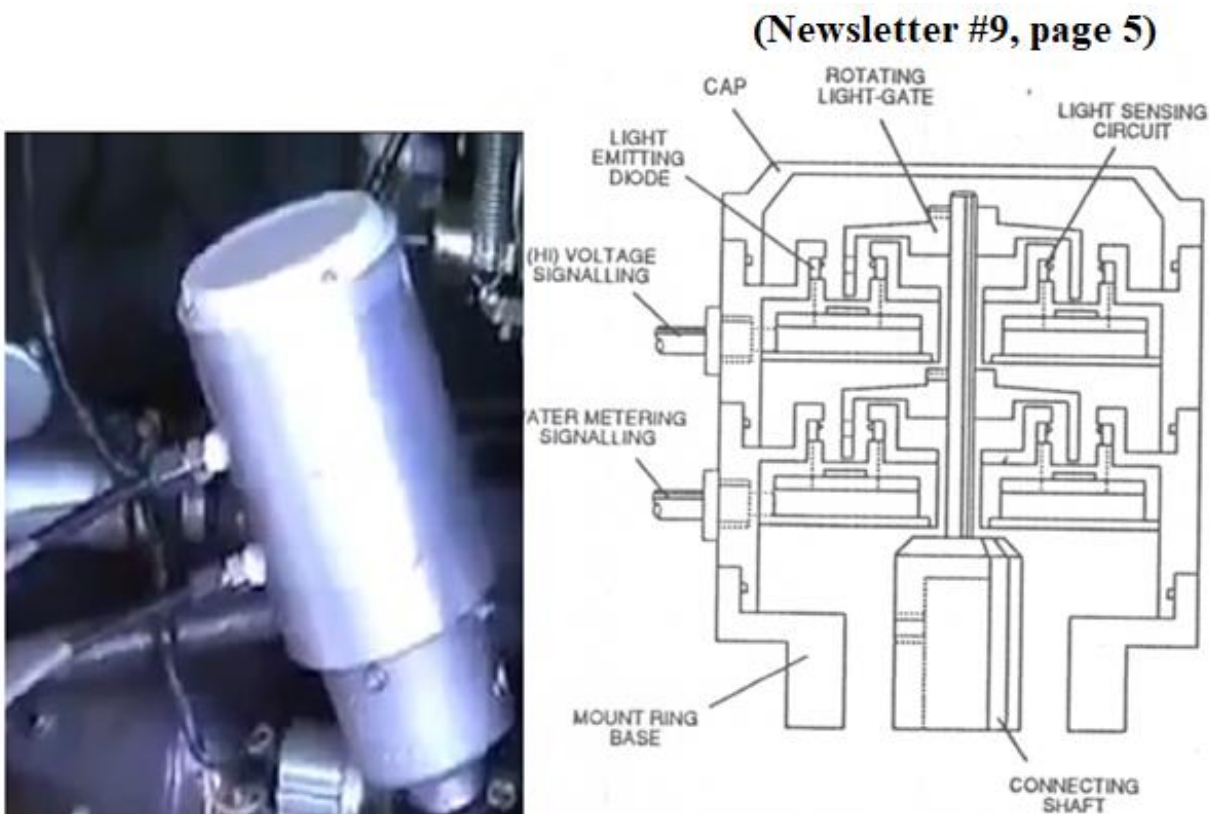 (Newsletter #9, page 5)
CAP
ROTATING
LIGHT-GATE
LIGHT SENSING
CIRCUIT
LIGHT
EMITTING
DIODE
(HI) VOLTAGE
SIGNALLING
ATER METERING
SIGNALLING
MOUNT RING
BASE
CONNECTING
SHAFT